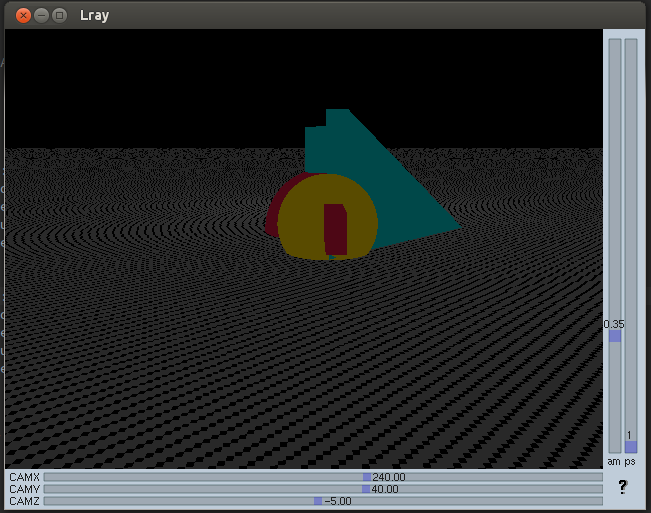 Lray
0.35
1
am ps
CAMX 240.00
CAMY 40.00
CAMZ -5.00
?